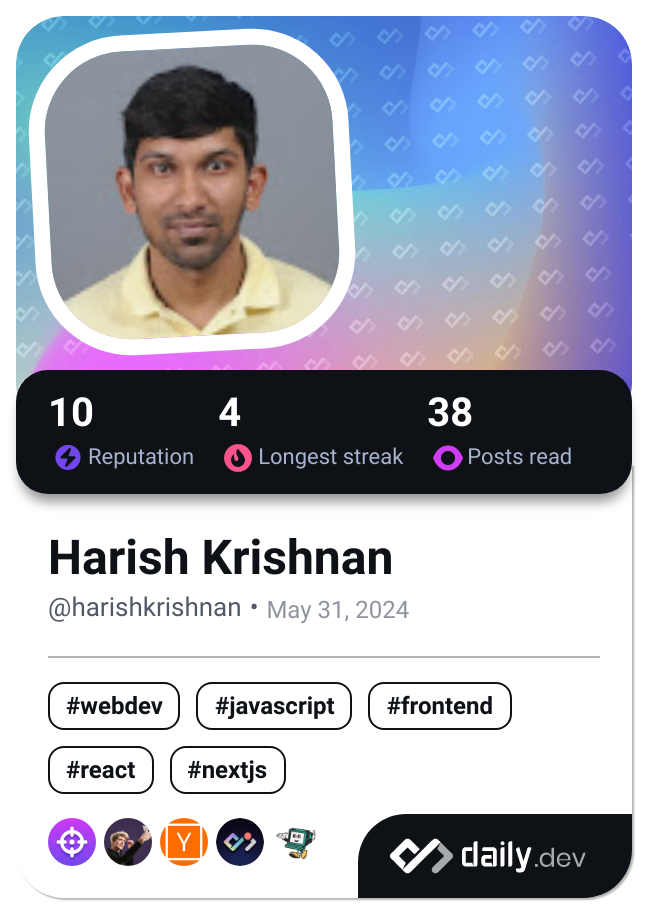 10 4 38
Reputation Longest streak Posts read
Harish Krishnan
@harishkrishnan • May 31, 2024
#webdev #javascript #frontend
#react #nextjs
Y
daily.dev